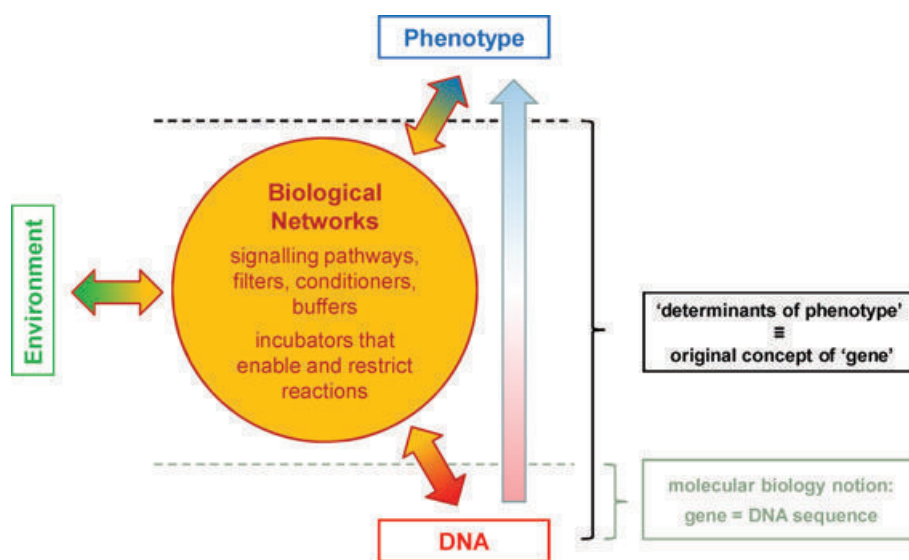 Phenotype
Biological
Networks
signalling pathways,
filters, conditioners,
buffers
incubators that
enable and restrict
reactions
Environment
'determinants of phenotype'
≡
original concept of 'gene'
molecular biology notion:
gene = DNA sequence
DNA